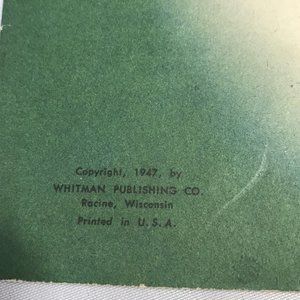 Copyright, 1947, by
WHITMAN PUBLISHING CO.
Racine, Wisconsin
Printed in U. S. A.